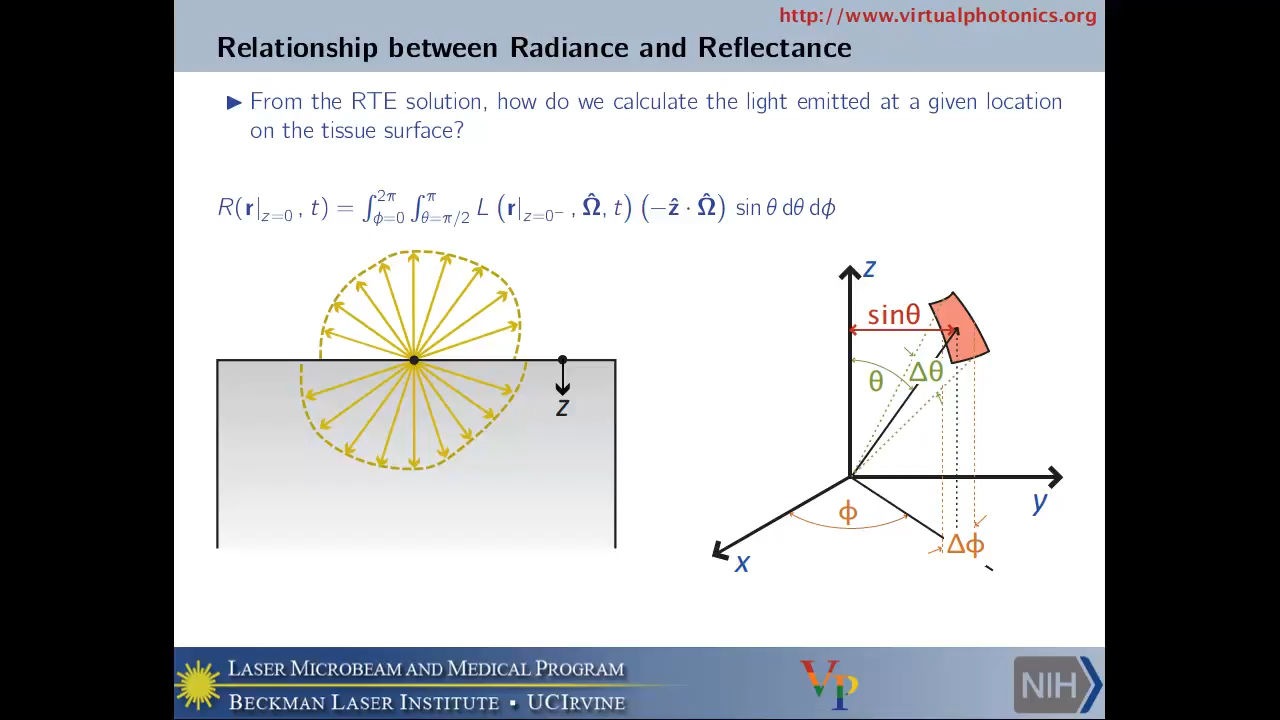 http://www.virtualphotonics.org
Relationship between Radiance and Reflectance
▶ From the RTE solution, how do we calculate the light emitted at a given location
on the tissue surface?
R(r|z=0 , t) = ∫ϕ=0^2π ∫θ=π/2^π L (r|z=0⁻ , Ω̂, t) (−ẑ · Ω̂) sin θ dθ dϕ
z
z
sinθ
θ
Δθ
y
ϕ
Δϕ
x
LASER MICROBEAM AND MEDICAL PROGRAM
BECKMAN LASER INSTITUTE ▪ UCIRVINE
VP
NIH